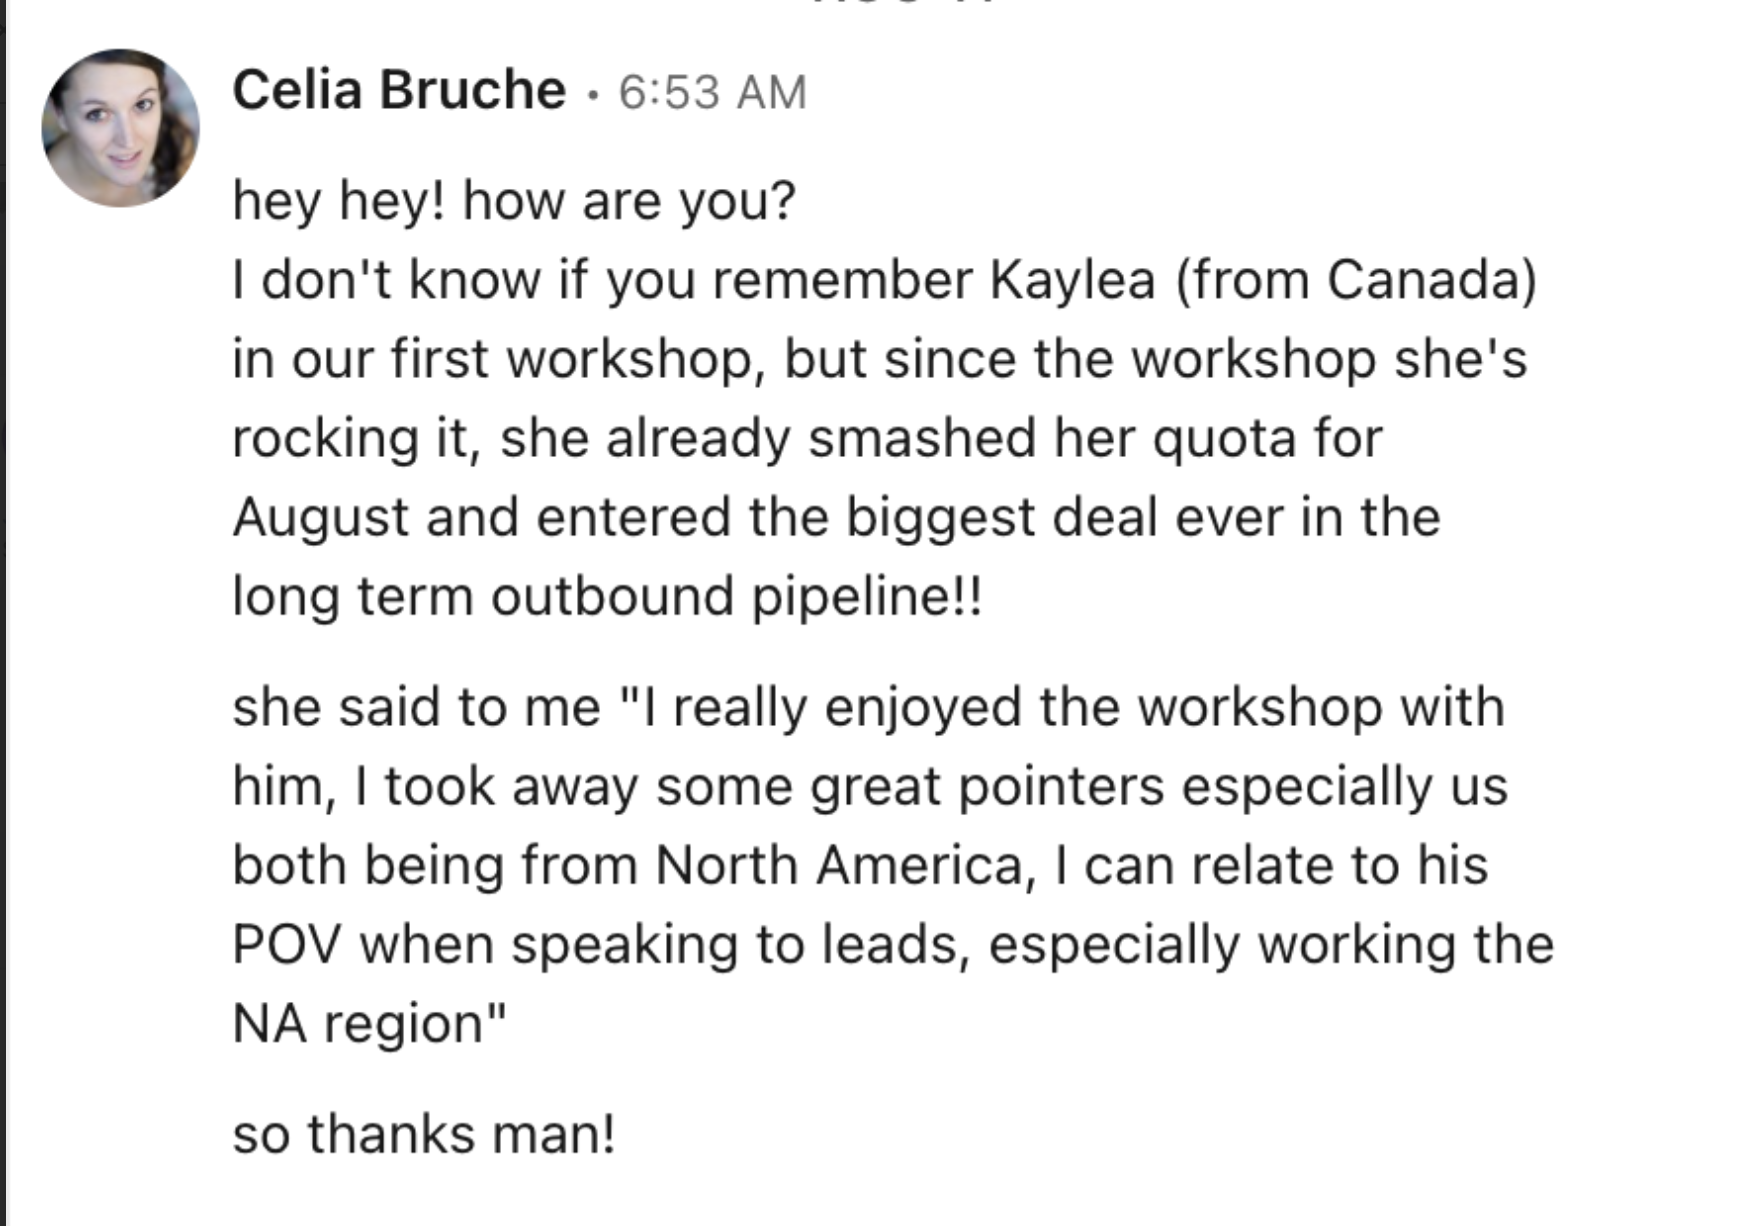 Celia Bruche • 6:53 AM
hey hey! how are you?
I don't know if you remember Kaylea (from Canada)
in our first workshop, but since the workshop she's
rocking it, she already smashed her quota for
August and entered the biggest deal ever in the
long term outbound pipeline!!
she said to me "I really enjoyed the workshop with
him, I took away some great pointers especially us
both being from North America, I can relate to his
POV when speaking to leads, especially working the
NA region"
so thanks man!